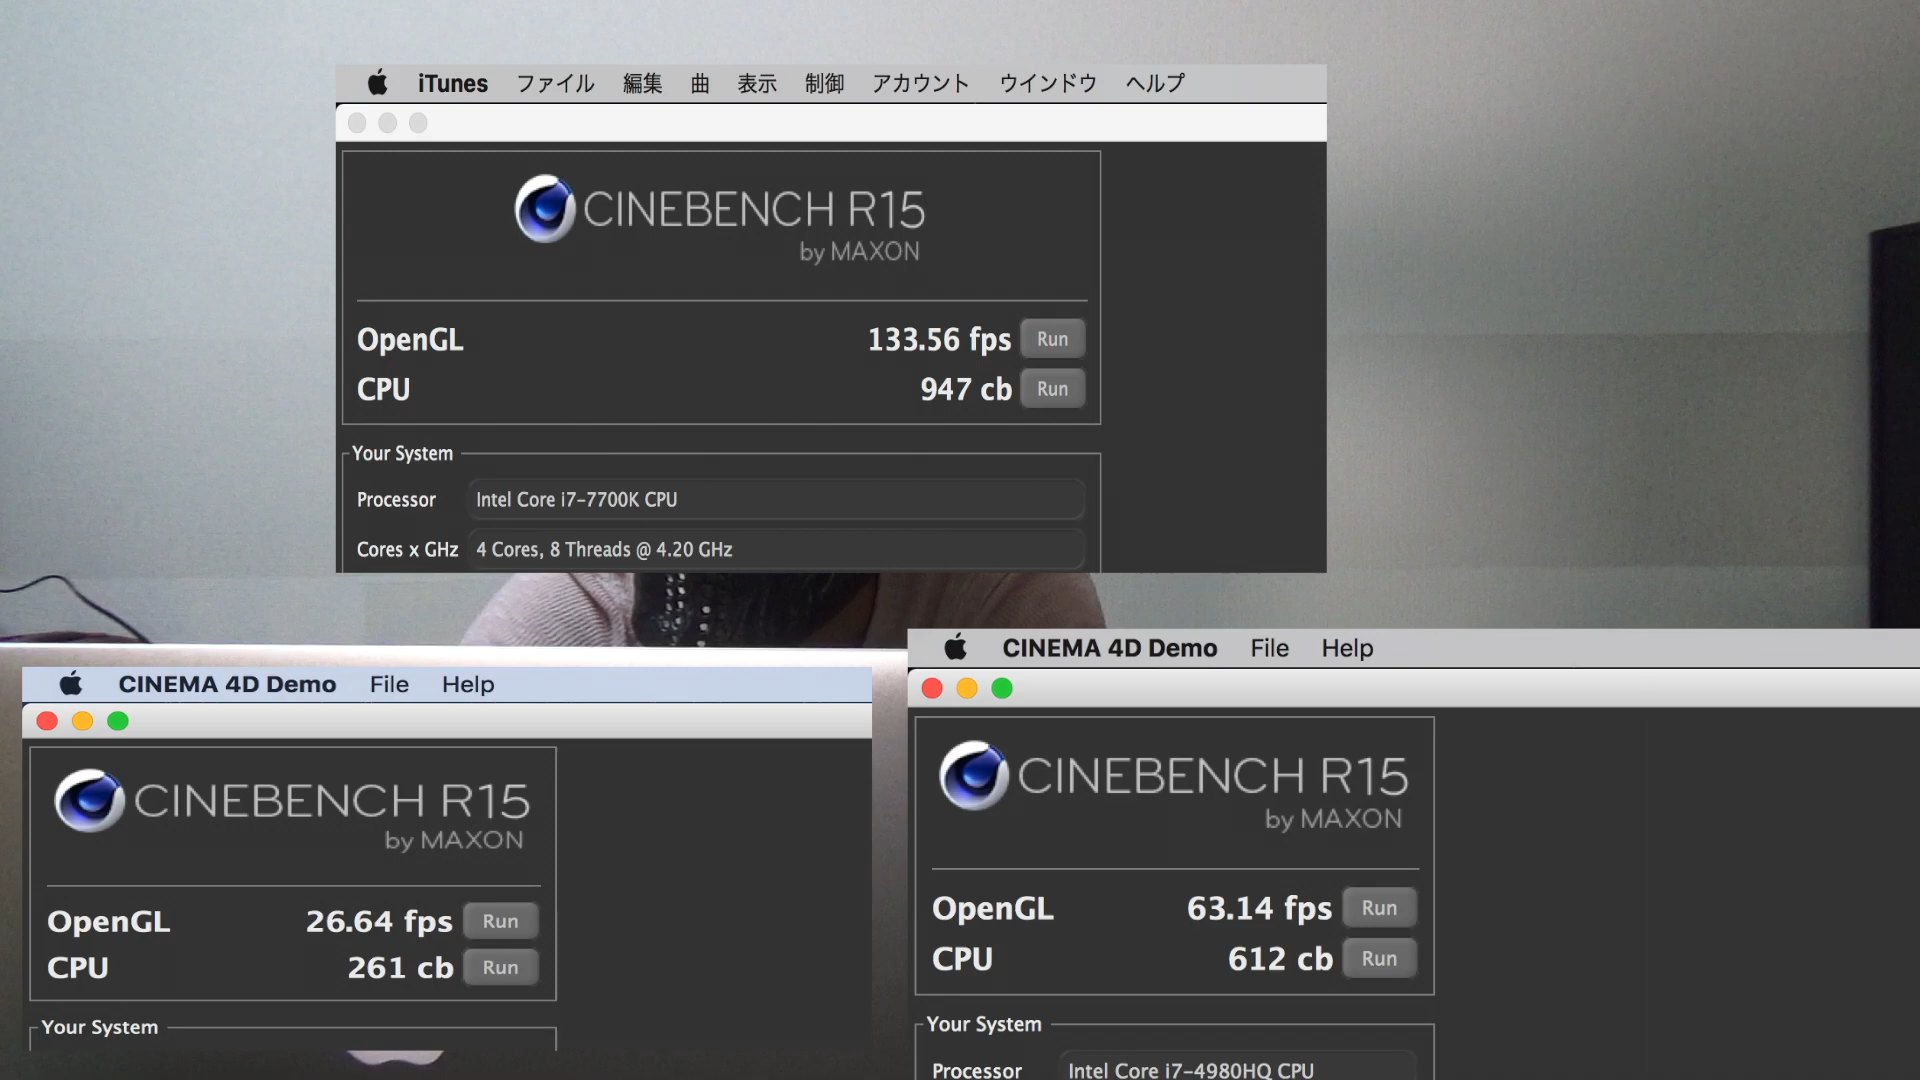 iTunes ファイル 編集 曲 表示 制御 アカウント ウインドウ ヘルプ
CINEBENCH R15
by MAXON
OpenGL 133.56 fps Run
CPU 947 cb Run
Your System
Processor Intel Core i7-7700K CPU
Cores x GHz 4 Cores, 8 Threads @ 4.20 GHz
CINEMA 4D Demo File Help
CINEBENCH R15
by MAXON
OpenGL 26.64 fps Run
CPU 261 cb Run
Your System
CINEMA 4D Demo File Help
CINEBENCH R15
by MAXON
OpenGL 63.14 fps Run
CPU 612 cb Run
Your System
Processor Intel Core i7-4980HQ CPU